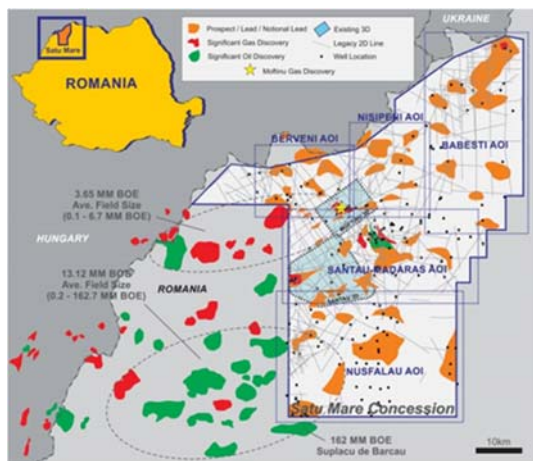 Satu Mare
ROMANIA
Prospect / Lead / Notional Lead
Significant Gas Discovery
Significant Oil Discovery
Moftinu Gas Discovery
Existing 3D
Legacy 2D Line
Well Location
UKRAINE
NISIPENI AOI
BERVENI AOI
BABESTI AOI
3.65 MM BOE
Ave. Field Size
(0.1 - 6.7 MM BOE)
HUNGARY
13.12 MM BOE
Ave. Field Size
(0.2 - 162.7 MM BOE)
ROMANIA
SANTAU-MADARAS AOI
NUSFALAU AOI
Satu Mare Concession
162 MM BOE
Suplacu de Barcau
10km